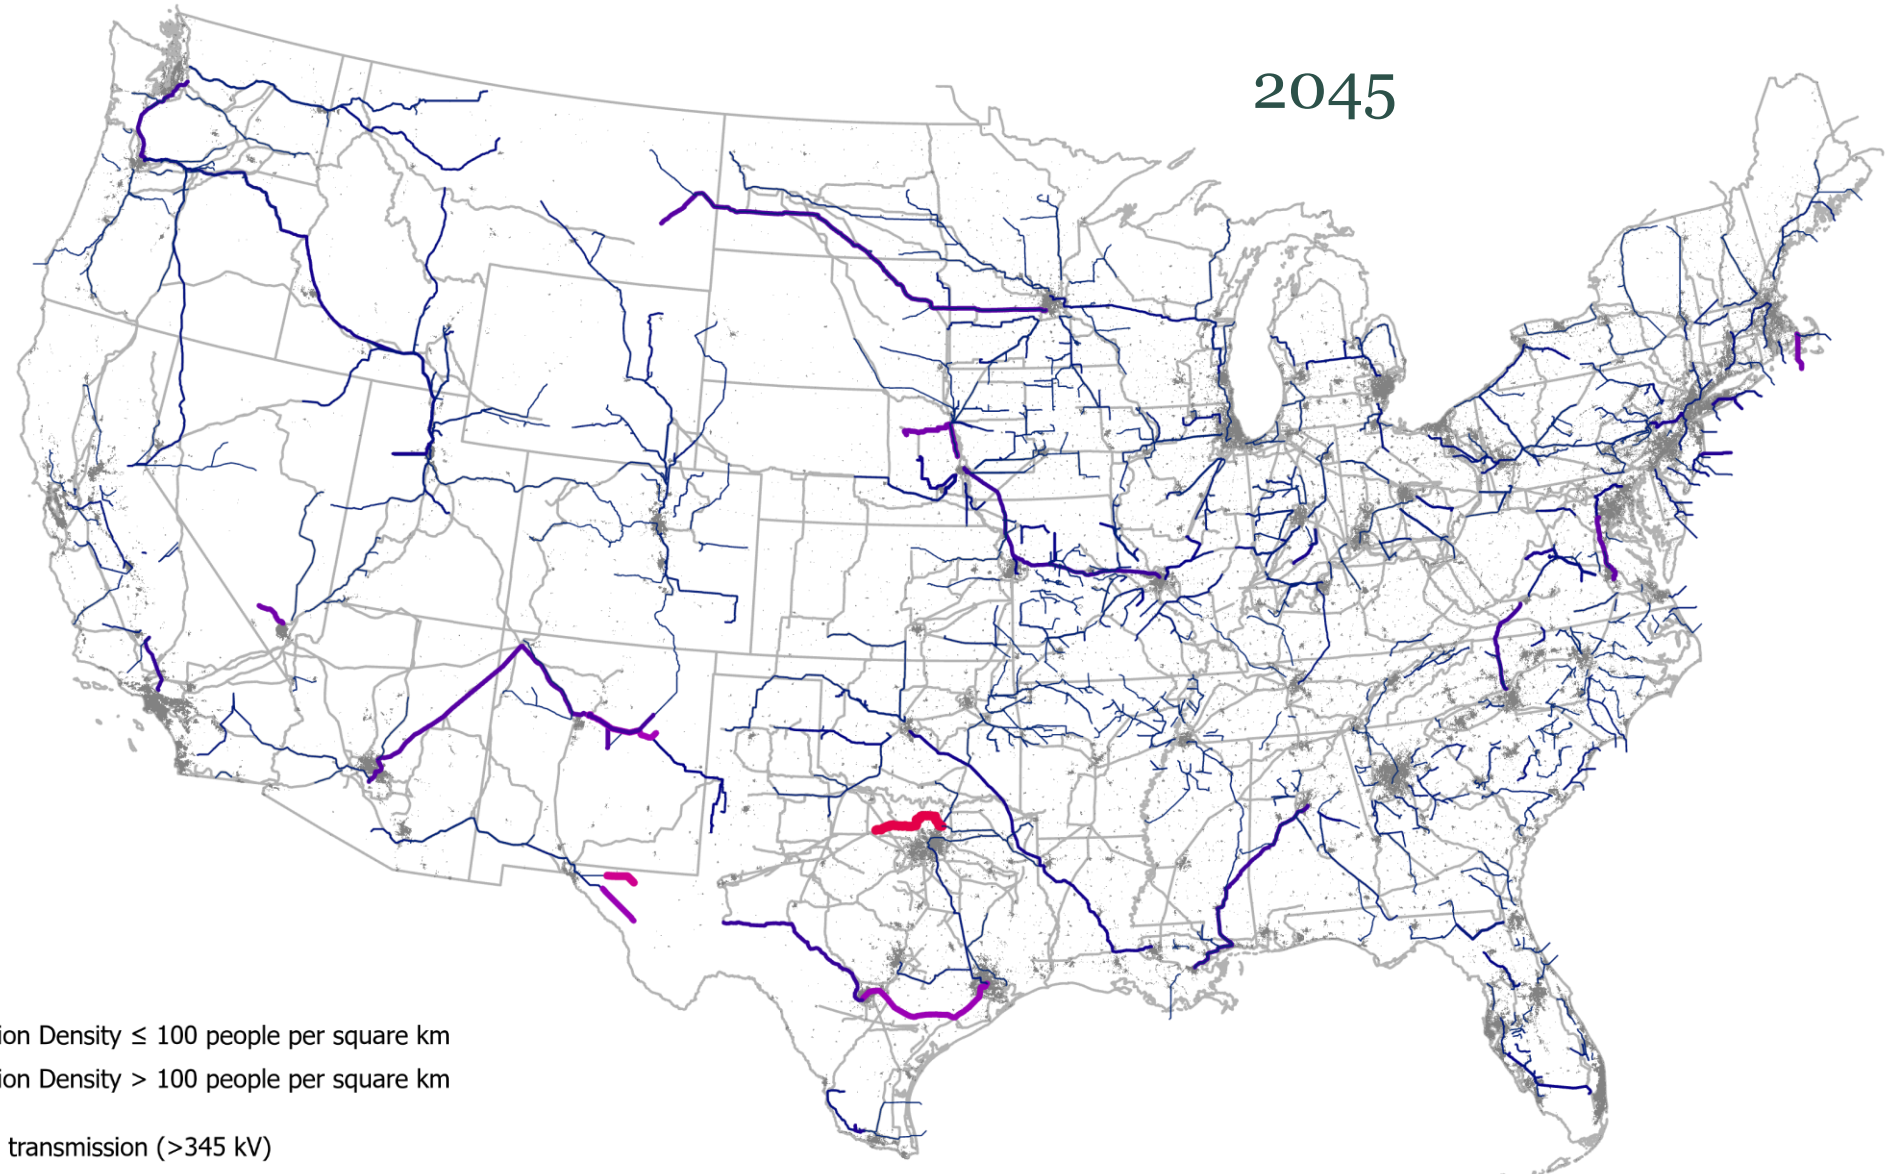 2045
ion Density ≤ 100 people per square km
ion Density > 100 people per square km
transmission (>345 kV)